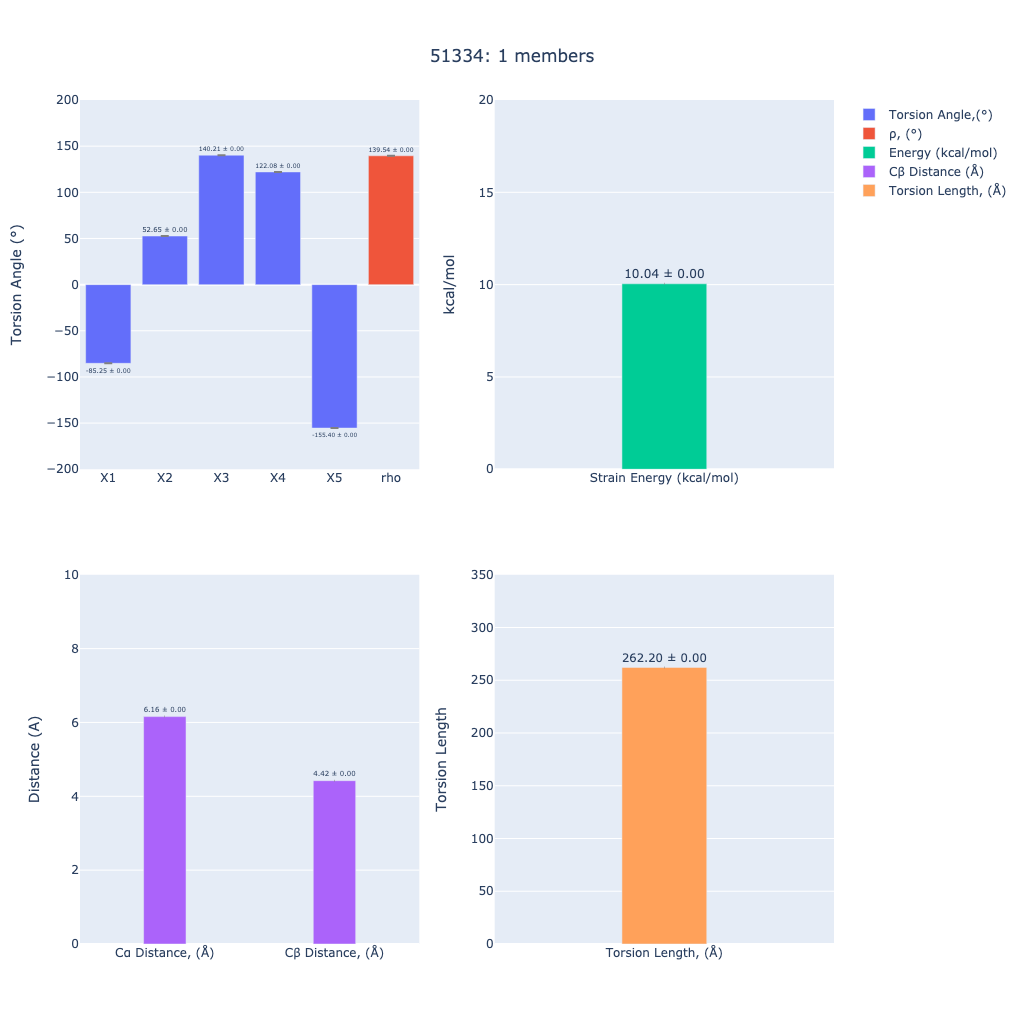 51334: 1 members
Torsion Angle (°)
200
150
100
50
0
−50
−100
−150
−200
-85.25 ± 0.00
52.65 ± 0.00
140.21 ± 0.00
122.08 ± 0.00
-155.40 ± 0.00
139.54 ± 0.00
X1 X2 X3 X4 X5 rho
kcal/mol
20
15
10
5
0
10.04 ± 0.00
Strain Energy (kcal/mol)
Torsion Angle,(°)
ρ, (°)
Energy (kcal/mol)
Cβ Distance (Å)
Torsion Length, (Å)
Distance (A)
10
8
6
4
2
0
6.16 ± 0.00
4.42 ± 0.00
Cα Distance, (Å) Cβ Distance, (Å)
Torsion Length
350
300
250
200
150
100
50
0
262.20 ± 0.00
Torsion Length, (Å)